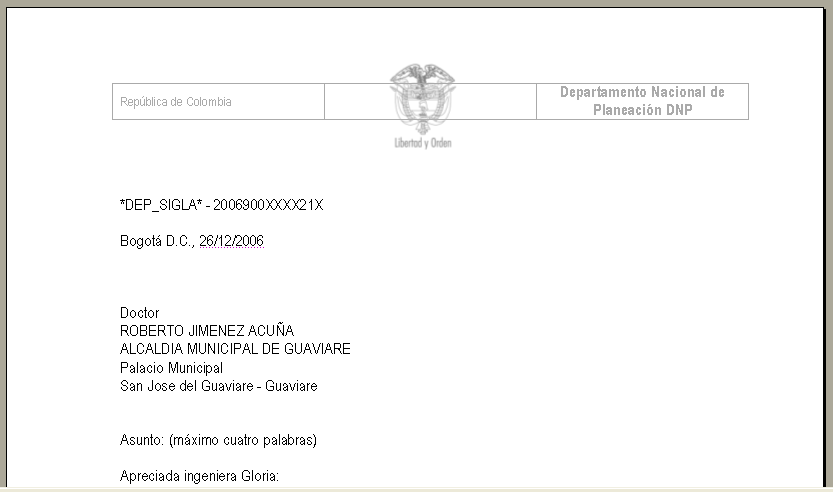 República de Colombia
Libertad y Orden
Departamento Nacional de
Planeación DNP
*DEP_SIGLA* - 2006900XXXX21X
Bogotá D.C., 26/12/2006
Doctor
ROBERTO JIMENEZ ACUÑA
ALCALDIA MUNICIPAL DE GUAVIARE
Palacio Municipal
San Jose del Guaviare - Guaviare
Asunto: (máximo cuatro palabras)
Apreciada ingeniera Gloria: